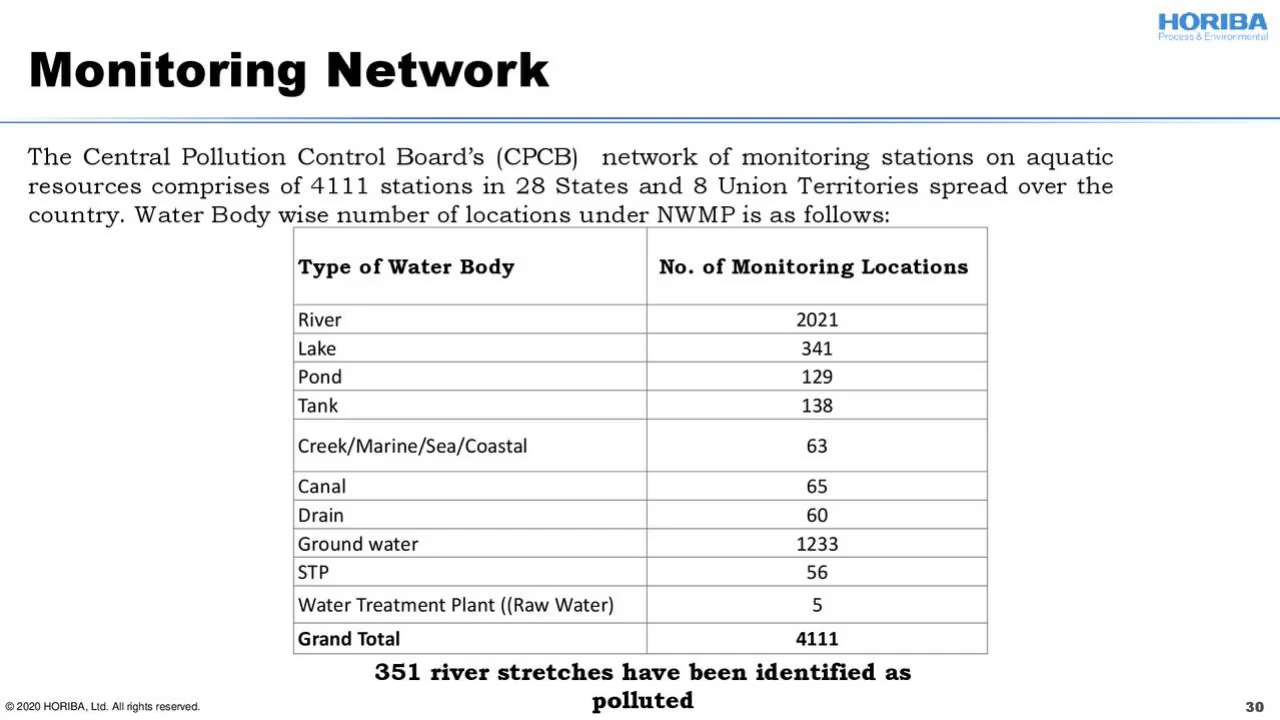 HORIBA
Process & Environmental
Monitoring Network
The Central Pollution Control Board’s (CPCB) network of monitoring stations on aquatic
resources comprises of 4111 stations in 28 States and 8 Union Territories spread over the
country. Water Body wise number of locations under NWMP is as follows:
Type of Water Body No. of Monitoring Locations
River 2021
Lake 341
Pond 129
Tank 138
Creek/Marine/Sea/Coastal 63
Canal 65
Drain 60
Ground water 1233
STP 56
Water Treatment Plant ((Raw Water) 5
Grand Total 4111
351 river stretches have been identified as
polluted
© 2020 HORIBA, Ltd. All rights reserved.
30